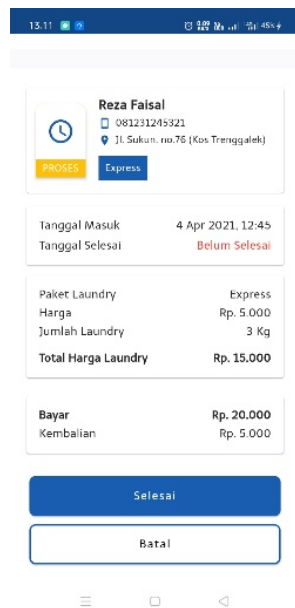 13.11 45%
Reza Faisal
081231245321
Jl. Sukun. no.76 (Kos Trenggalek)
PROSES
Express
Tanggal Masuk 4 Apr 2021, 12:45
Tanggal Selesai Belum Selesai
Paket Laundry Express
Harga Rp. 5.000
Jumlah Laundry 3 Kg
Total Harga Laundry Rp. 15.000
Bayar Rp. 20.000
Kembalian Rp. 5.000
Selesai
Batal